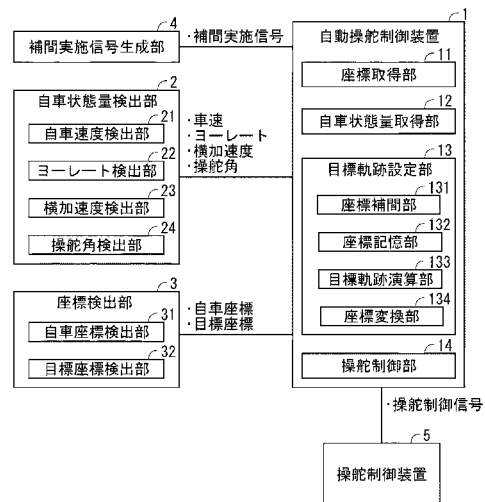 4
補間実施信号生成部
・補間実施信号
2
自車状態量検出部
21
自車速度検出部
22
ヨーレート検出部
23
横加速度検出部
24
操舵角検出部
・車速
・ヨーレート
・横加速度
・操舵角
3
座標検出部
31
自車座標検出部
32
目標座標検出部
・自車座標
・目標座標
1
自動操舵制御装置
11
座標取得部
12
自車状態量取得部
13
目標軌跡設定部
131
座標補間部
132
座標記憶部
133
目標軌跡演算部
134
座標変換部
14
操舵制御部
・操舵制御信号
5
操舵制御装置